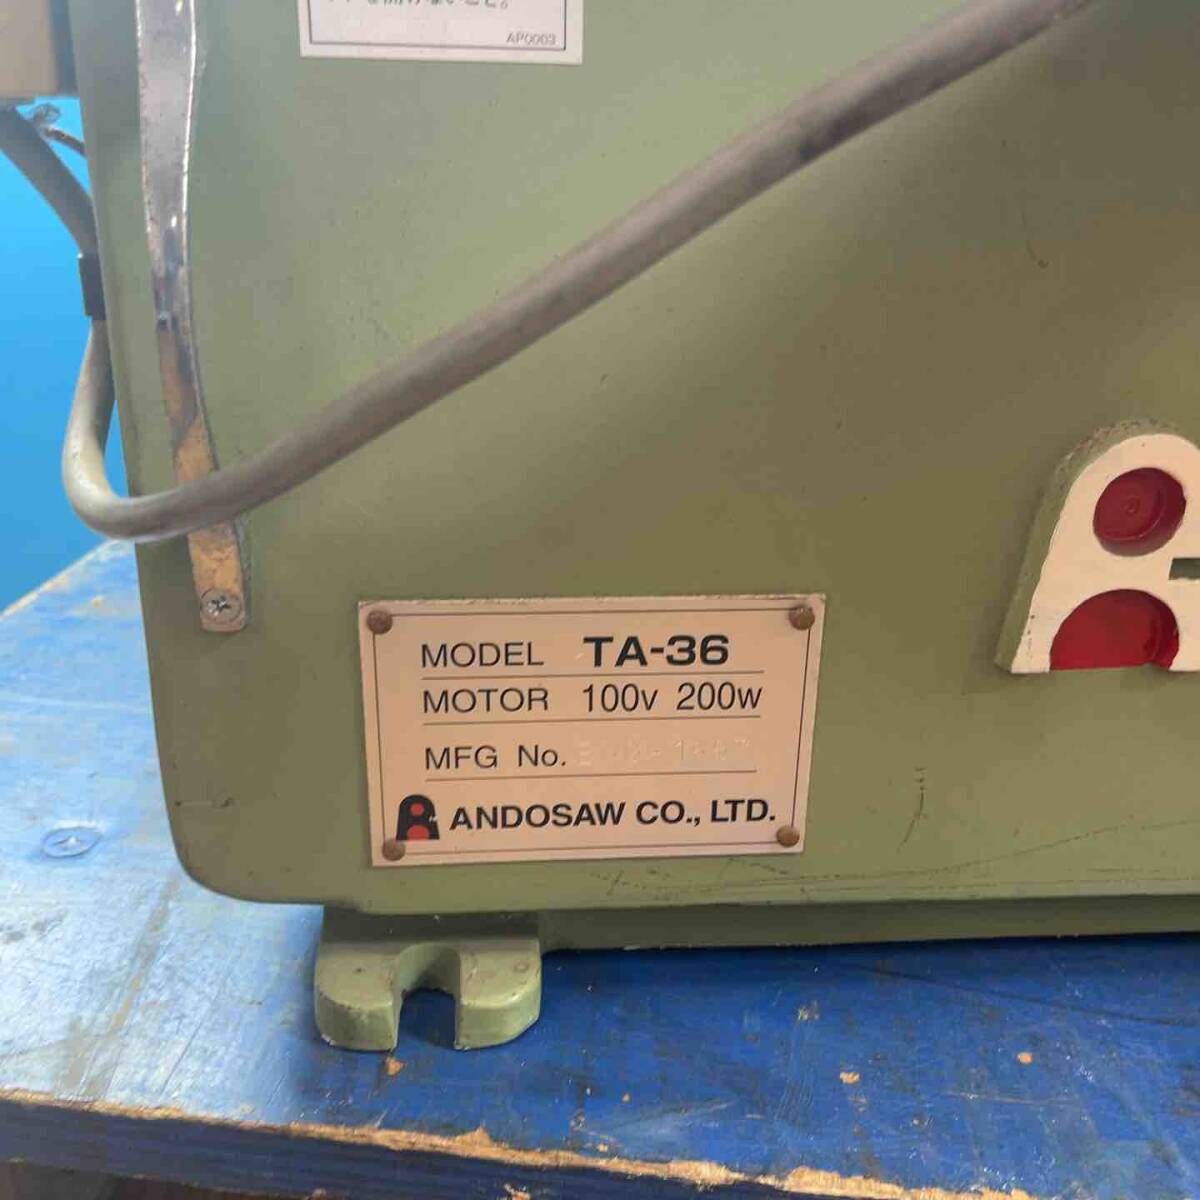 AP0003
MODEL TA-36
MOTOR 100V 200W
MFG No.
ANDOSAW CO., LTD.